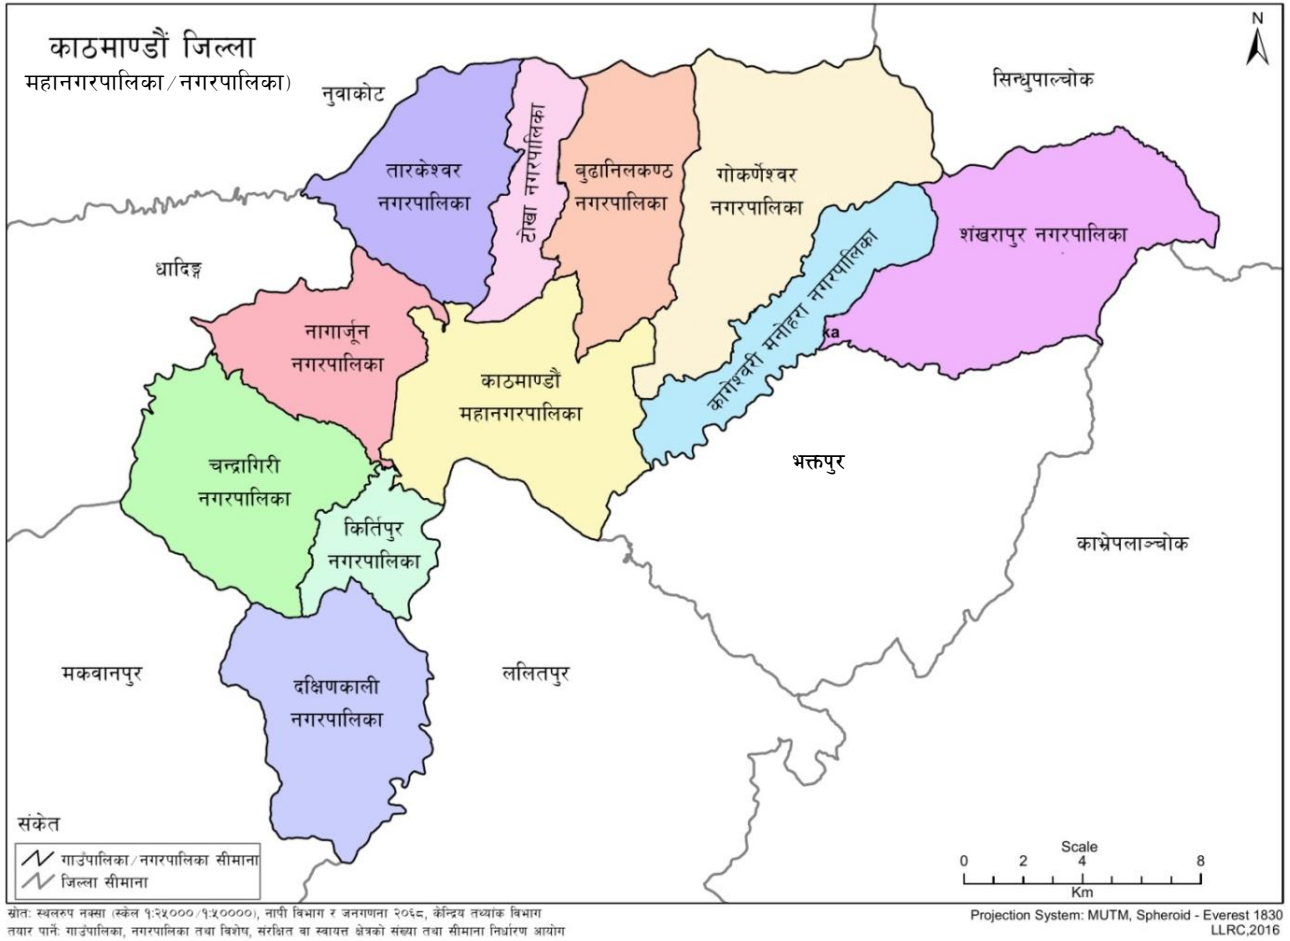 काठमाण्डौं जिल्ला
महानगरपालिका/नगरपालिका)
N
नुवाकोट
सिन्धुपाल्चोक
तारकेश्वर
नगरपालिका
टोखा नगरपालिका
बुढानिलकण्ठ
नगरपालिका
गोकर्णेश्वर
नगरपालिका
शंखरापुर नगरपालिका
धादिङ्ग
कागेश्वरी मनोहरा नगरपालिका
ka
नागार्जून
नगरपालिका
काठमाण्डौं
महानगरपालिका
भक्तपुर
चन्द्रागिरी
नगरपालिका
किर्तिपुर
नगरपालिका
काभ्रेपलाञ्चोक
मकवानपुर
ललितपुर
दक्षिणकाली
नगरपालिका
संकेत
गाउँपालिका/नगरपालिका सीमाना
जिल्ला सीमाना
Scale
0 2 4 8
Km
स्रोत: स्थलरुप नक्सा (स्केल १:२५०००/१:५००००), नापी विभाग र जनगणना २०६८, केन्द्रिय तथ्यांक विभाग
तयार पार्ने: गाउँपालिका, नगरपालिका तथा विशेष, संरक्षित वा स्वायत्त क्षेत्रको संख्या तथा सीमाना निर्धारण आयोग
Projection System: MUTM, Spheroid - Everest 1830
LLRC,2016